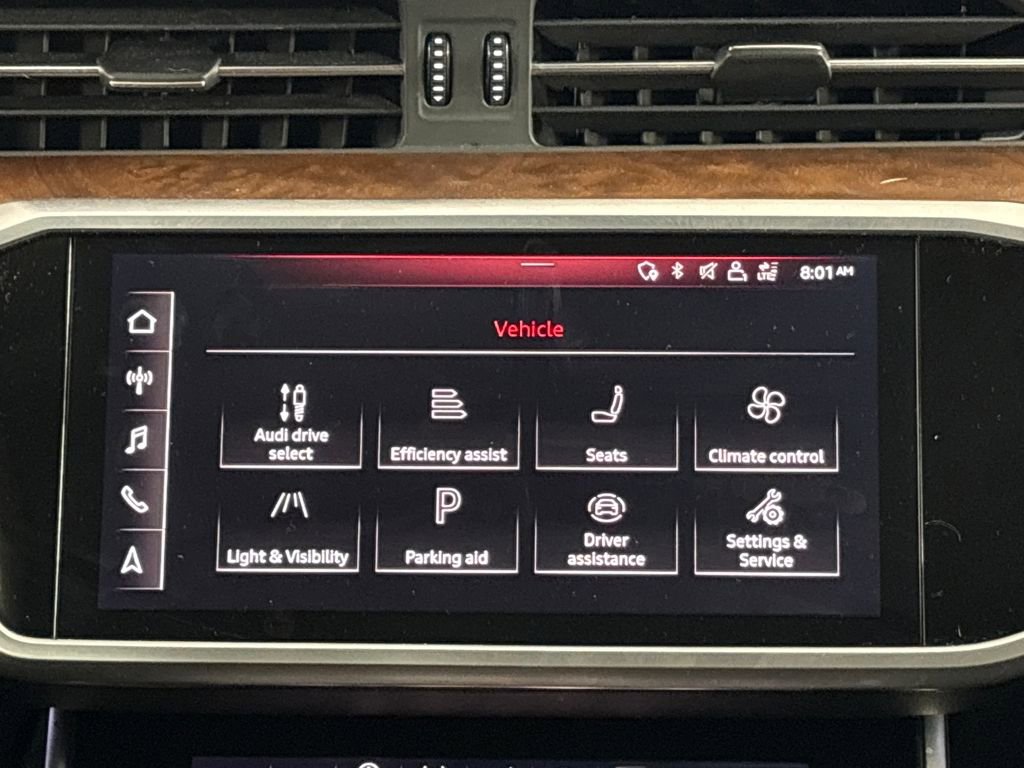 LTE 8:01 AM
Vehicle
Audi drive
select
Efficiency assist
Seats
Climate control
Light & Visibility
P
Parking aid
Driver
assistance
Settings &
Service